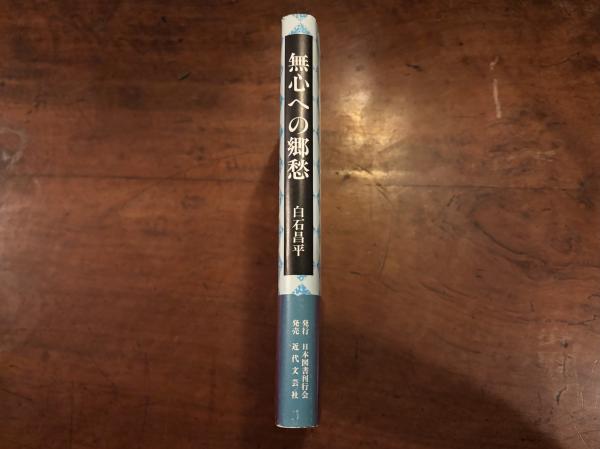 無心への郷愁
白石昌平
発行 日本図書刊行会
発売 近代文芸社